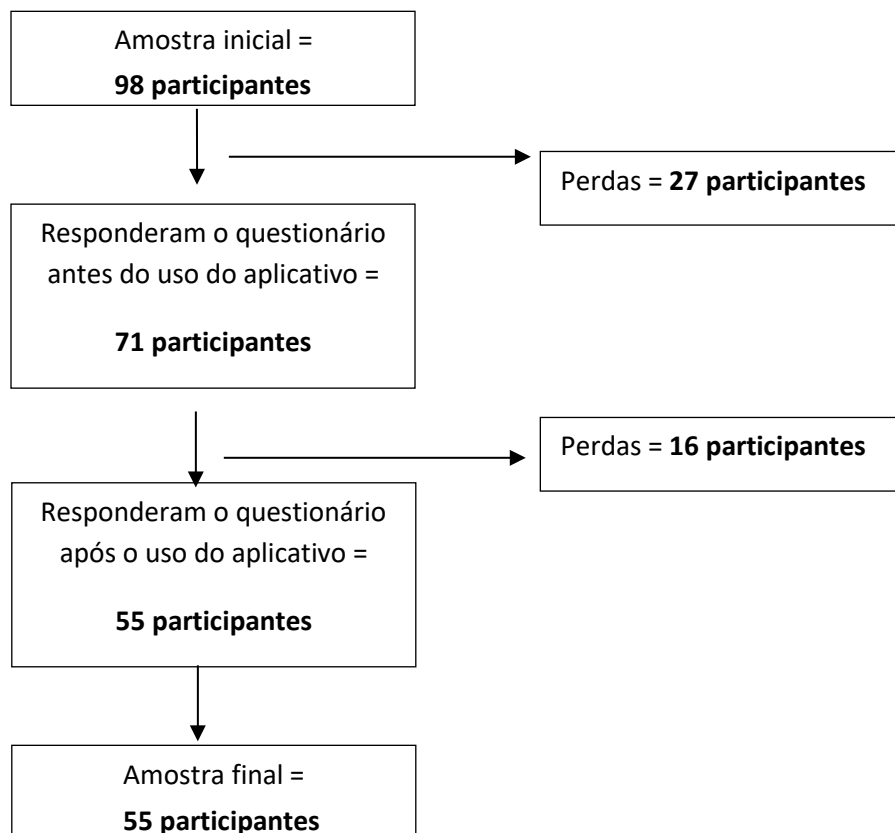 Amostra inicial =
98 participantes
Perdas = 27 participantes
Responderam o questionário
antes do uso do aplicativo =
71 participantes
Perdas = 16 participantes
Responderam o questionário
após o uso do aplicativo =
55 participantes
Amostra final =
55 participantes